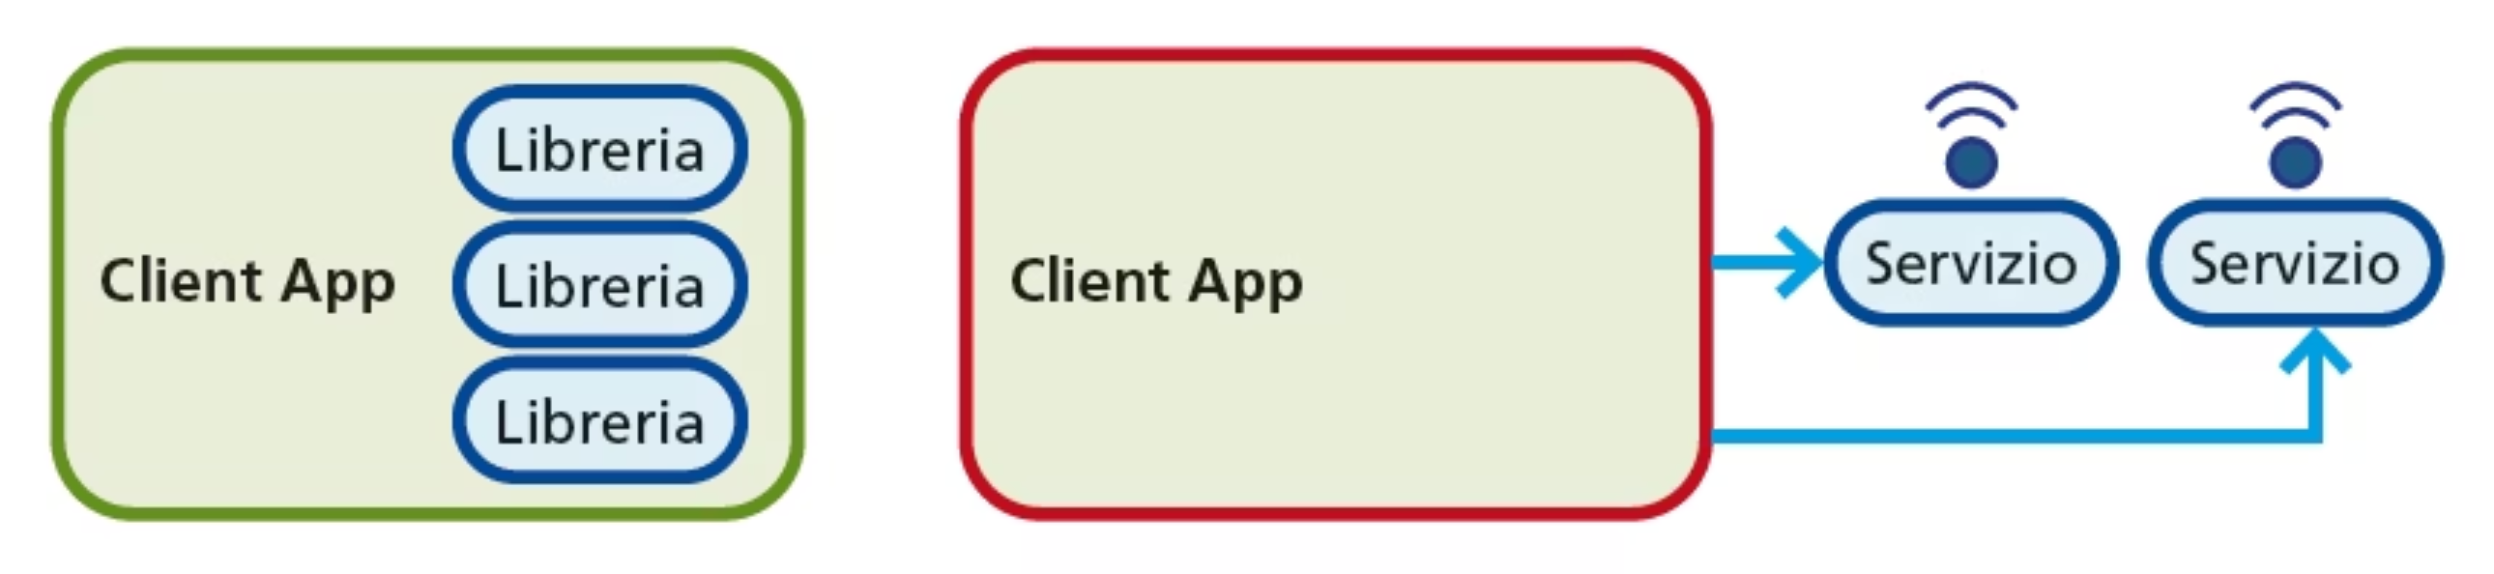 Client App
Libreria
Libreria
Libreria
Client App
Servizio
Servizio